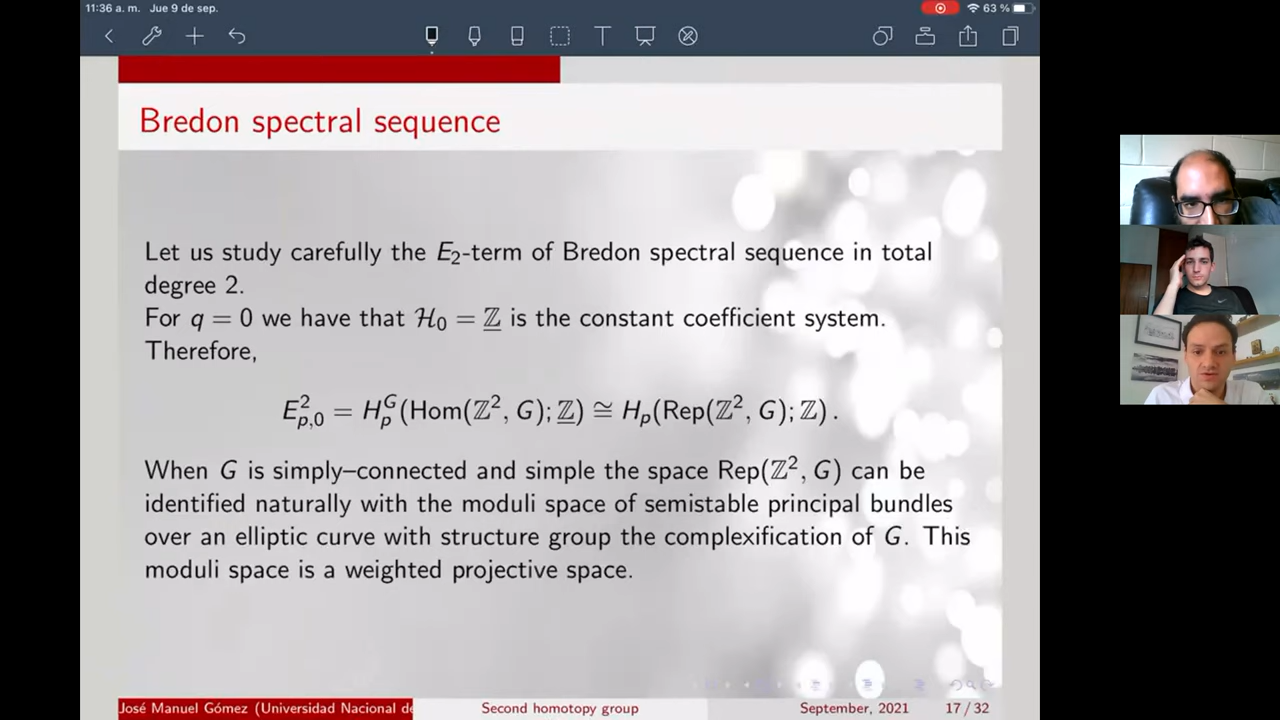 11:36 a. m. Jue 9 de sep.
63 %
Bredon spectral sequence
Let us study carefully the E₂-term of Bredon spectral sequence in total
degree 2.
For q = 0 we have that ℋ₀ = ℤ̲ is the constant coefficient system.
Therefore,
E²ₚ,₀ = Hₚᴳ(Hom(ℤ², G); ℤ̲) ≅ Hₚ(Rep(ℤ², G); ℤ) .
When G is simply–connected and simple the space Rep(ℤ², G) can be
identified naturally with the moduli space of semistable principal bundles
over an elliptic curve with structure group the complexification of G. This
moduli space is a weighted projective space.
José Manuel Gómez (Universidad Nacional de
Second homotopy group
September, 2021
17 / 32